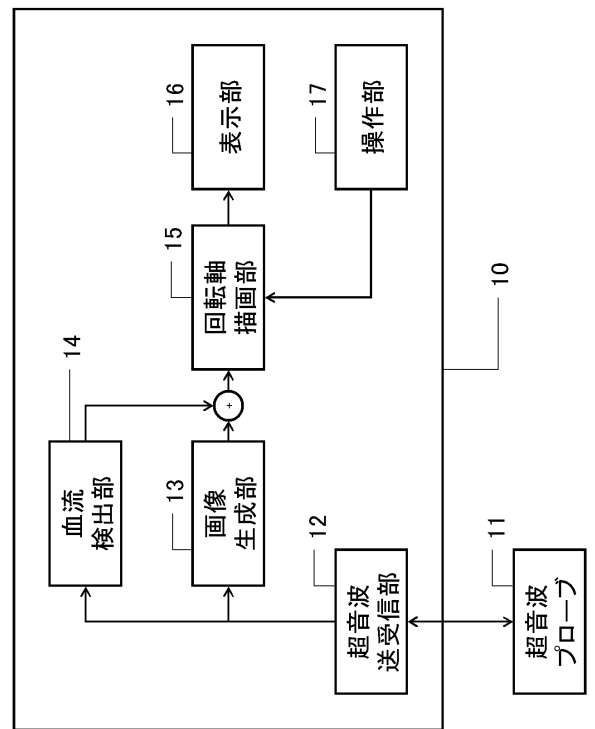 超音波
プローブ
11
超音波
送受信部
12
画像
生成部
13
血流
検出部
14
+
回転軸
描画部
15
表示部
16
操作部
17
10